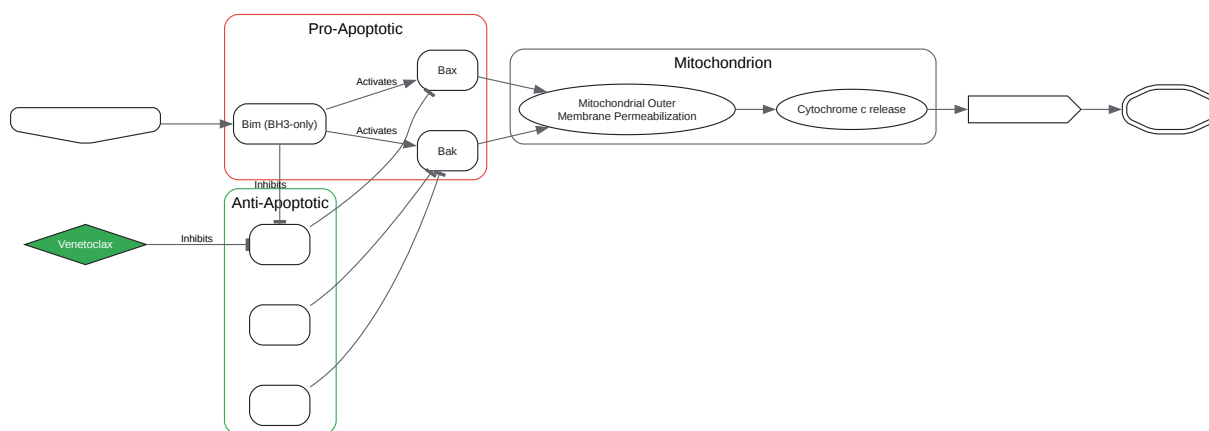 Pro-Apoptotic
Bax
Mitochondrion
Activates
Mitochondrial Outer
Membrane Permeabilization
Cytochrome c release
Bim (BH3-only)
Activates
Bak
Inhibits
Anti-Apoptotic
Venetoclax
Inhibits